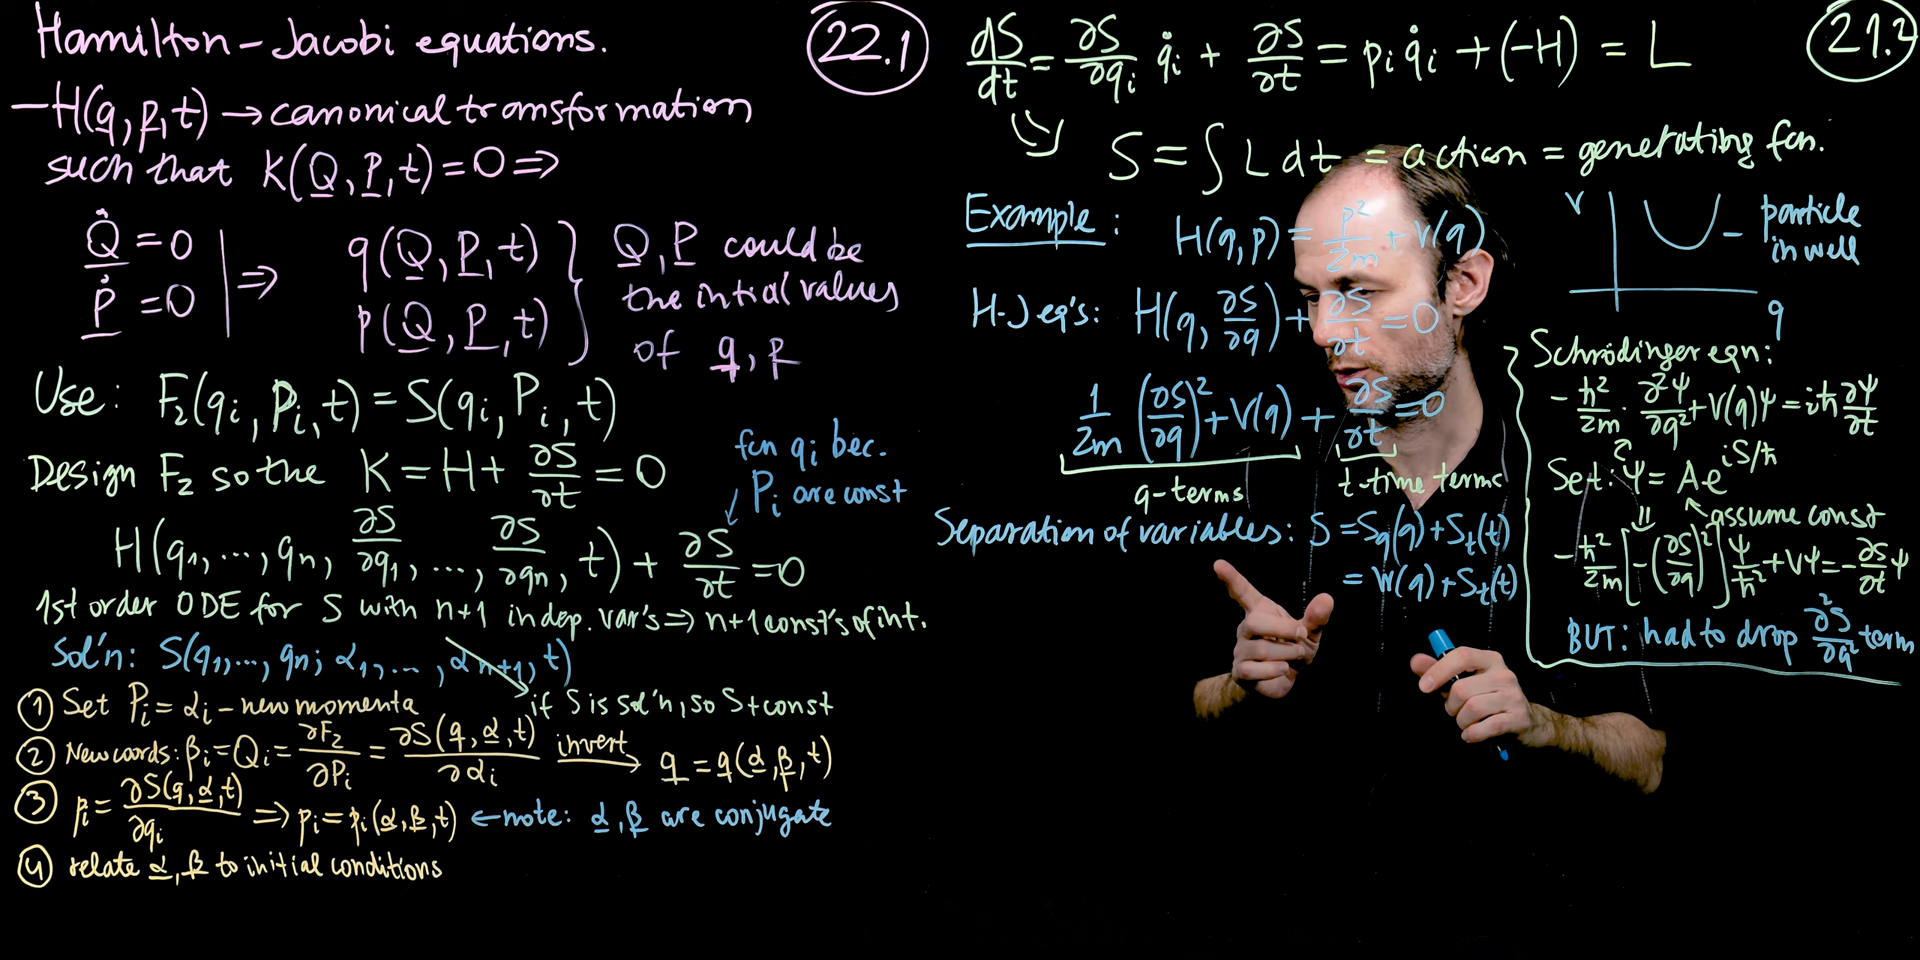 Hamilton-Jacobi equations.
22.1
-H(q,p,t) → canonical transformation
such that K(Q,P,t)=0 ⇒
Q̇ =0
Ṗ =0
⇒
q(Q,P,t)
p(Q,P,t)
Q,P could be
the intial values
of q,p
Use: F₂(qᵢ,Pᵢ,t)=S(qᵢ,Pᵢ,t)
Design F₂ so the K=H+ ∂S/∂t =0
fcn qᵢ bec.
Pᵢ are const
H(q₁,...,qₙ, ∂S/∂q₁,..., ∂S/∂qₙ, t)+ ∂S/∂t =0
1st order ODE for S with n+1 indep. var's ⇒ n+1 const's of int.
Sol'n: S(q₁,..., qₙ; α₁,..., αₙ₊₁, t)
if S is sol'n, so S+const
① Set Pᵢ=αᵢ - new momenta
② New coords: βᵢ=Qᵢ= ∂F₂/∂Pᵢ = ∂S(q,α,t)/∂αᵢ invert → q=q(α,β,t)
③ pᵢ= ∂S(q,α,t)/∂qᵢ ⇒ pᵢ=pᵢ(α,β,t) ← note: α,β are conjugate
④ relate α,β to initial conditions
21.2
dS/dt = ∂S/∂qᵢ q̇ᵢ + ∂S/∂t = pᵢq̇ᵢ +(-H) = L
⇒ S=∫L dt = action = generating fcn.
Example: H(q,p)= p²/2m + V(q)
V
q
- particle
in well
H-J eq's: H(q, ∂S/∂q)+ ∂S/∂t =0
1/2m (∂S/∂q)² +V(q) + ∂S/∂t =0
q-terms
t-time terms
Separation of variables: S =Sq(q)+St(t)
= W(q)+St(t)
Schrödinger eqn:
-ℏ²/2m · ∂²ψ/∂q² +V(q)ψ=iℏ ∂ψ/∂t
Set: ψ= Ae^{iS/ℏ}
assume const
-ℏ²/2m [-(∂S/∂q)²] ψ/ℏ² +Vψ=- ∂S/∂t ψ
BUT: had to drop ∂²S/∂q² term